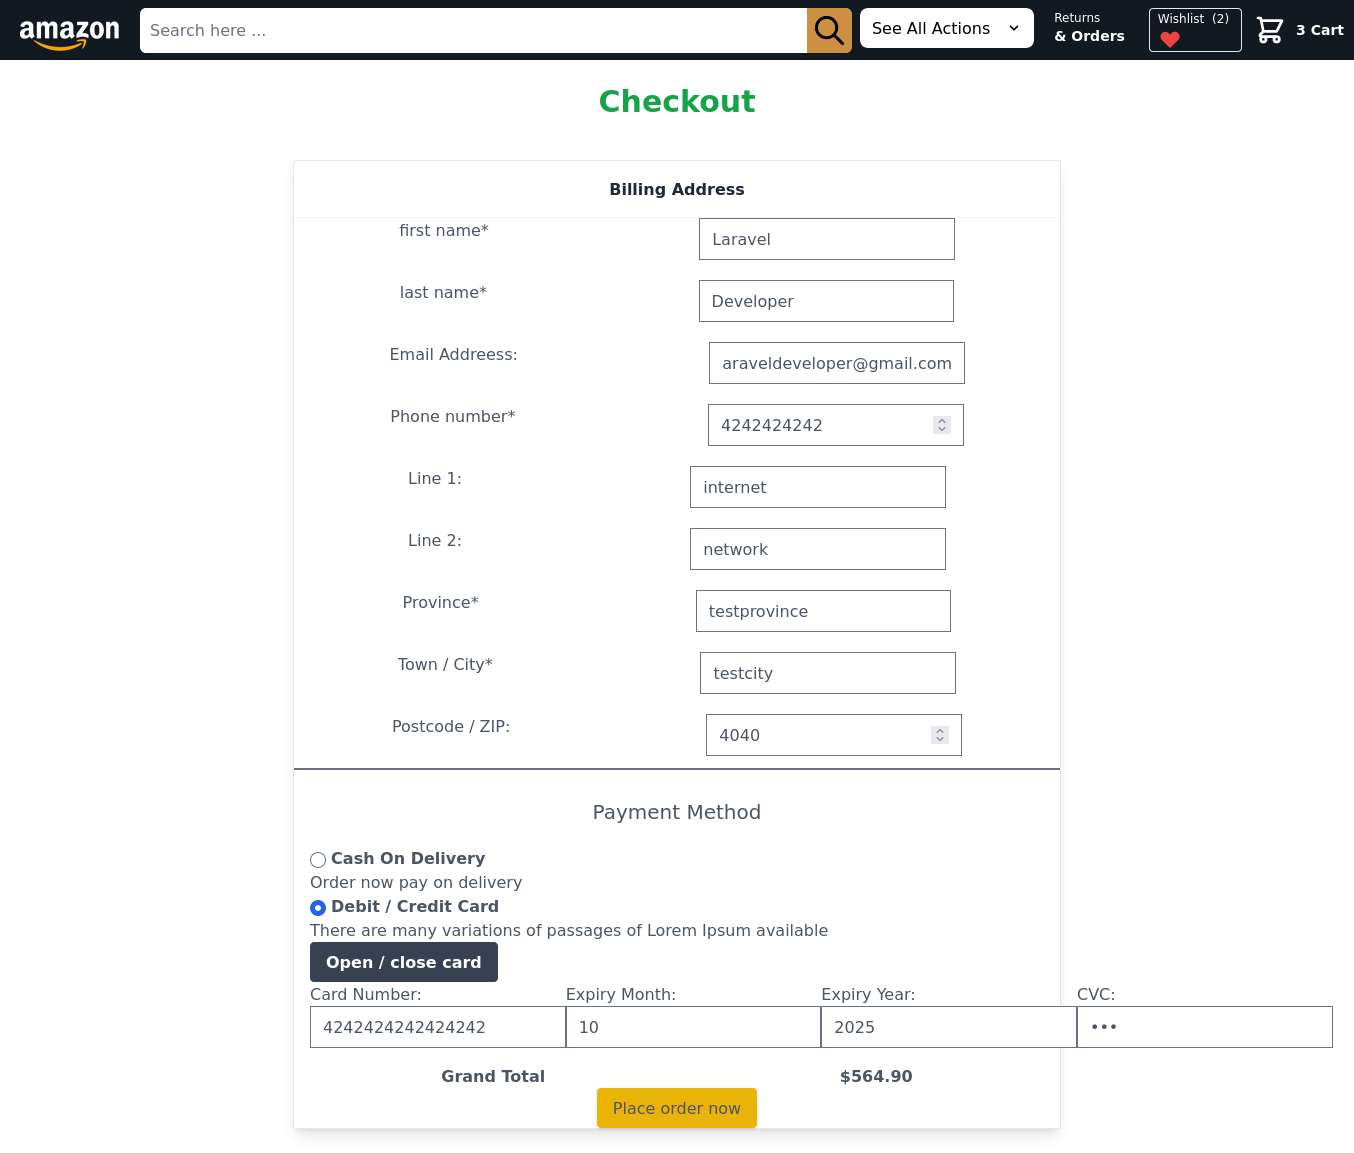 amazon
Search here ...
See All Actions
Returns
& Orders
Wishlist (2)
3 Cart
Checkout
Billing Address
first name* Laravel
last name* Developer
Email Addreess: araveldeveloper@gmail.com
Phone number* 4242424242
Line 1: internet
Line 2: network
Province* testprovince
Town / City* testcity
Postcode / ZIP: 4040
Payment Method
Cash On Delivery
Order now pay on delivery
Debit / Credit Card
There are many variations of passages of Lorem Ipsum available
Open / close card
Card Number: Expiry Month: Expiry Year: CVC:
4242424242424242 10 2025 •••
Grand Total $564.90
Place order now